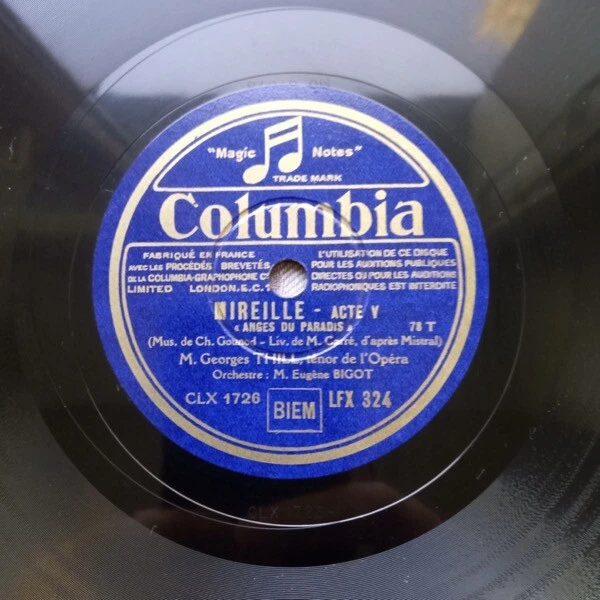 "Magic Notes"
TRADE MARK
Columbia
FABRIQUÉ EN FRANCE
AVEC LES PROCÉDÉS BREVETÉS
DE LA COLUMBIA-GRAPHOPHONE Cº
LIMITED LONDON.E.C.1
L'UTILISATION DE CE DISQUE
POUR LES AUDITIONS PUBLIQUES
DIRECTES OU POUR LES AUDITIONS
RADIOPHONIQUES EST INTERDITE
MIREILLE - ACTE V
« ANGES DU PARADIS » 78 T
(Mus. de Ch. Gounod - Liv. de M. Carré, d'après Mistral)
M. Georges THILL, ténor de l'Opéra
Orchestre : M. Eugène BIGOT
CLX 1726 BIEM LFX 324